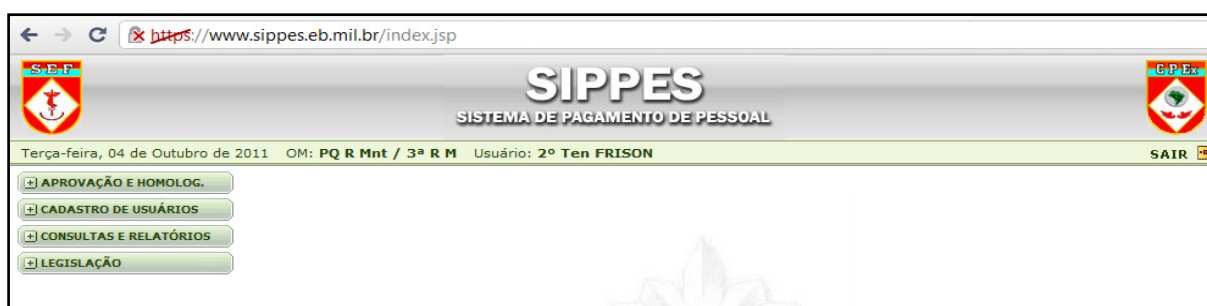 https://www.sippes.eb.mil.br/index.jsp
SEF
SIPPES
CPEx
SISTEMA DE PAGAMENTO DE PESSOAL
Terça-feira, 04 de Outubro de 2011 OM: PQ R Mnt / 3ª R M Usuário: 2º Ten FRISON SAIR
APROVAÇÃO E HOMOLOG.
CADASTRO DE USUÁRIOS
CONSULTAS E RELATÓRIOS
LEGISLAÇÃO